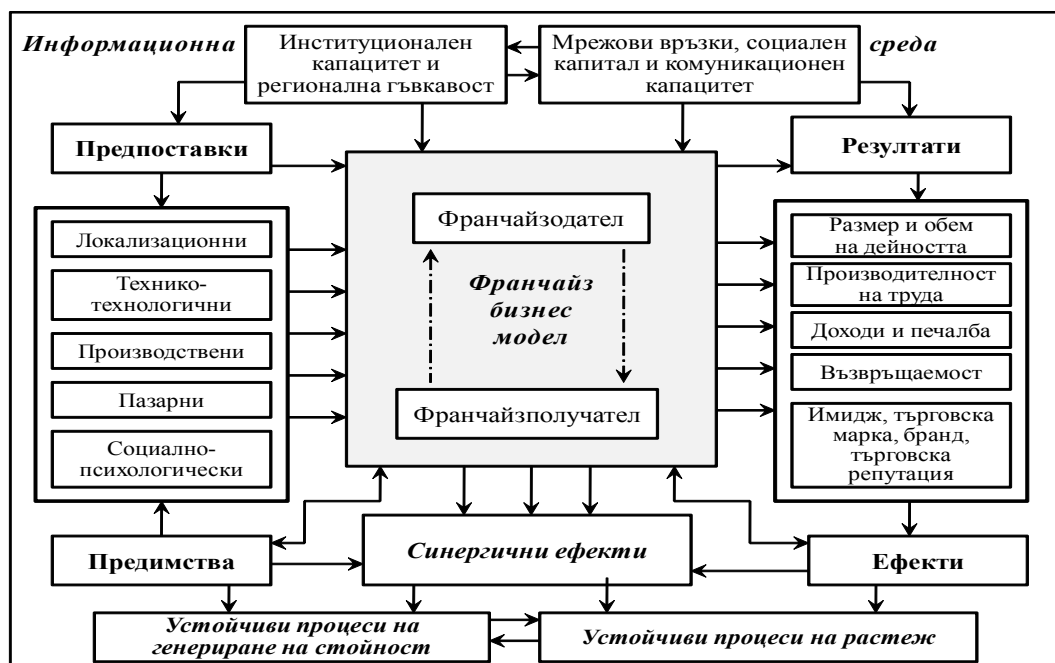 Информационна
Институционален
капацитет и
регионална гъвкавост
Мрежови връзки, социален
капитал и комуникационен
капацитет
среда
Предпоставки
Резултати
Локализационни
Технико-
технологични
Производствени
Пазарни
Социално-
психологически
Франчайзодател
Франчайз
бизнес
модел
Франчайзполучател
Размер и обем
на дейността
Производителност
на труда
Доходи и печалба
Възвръщаемост
Имидж, търговска
марка, бранд,
търговска
репутация
Предимства
Синергични ефекти
Ефекти
Устойчиви процеси на
генериране на стойност
Устойчиви процеси на растеж